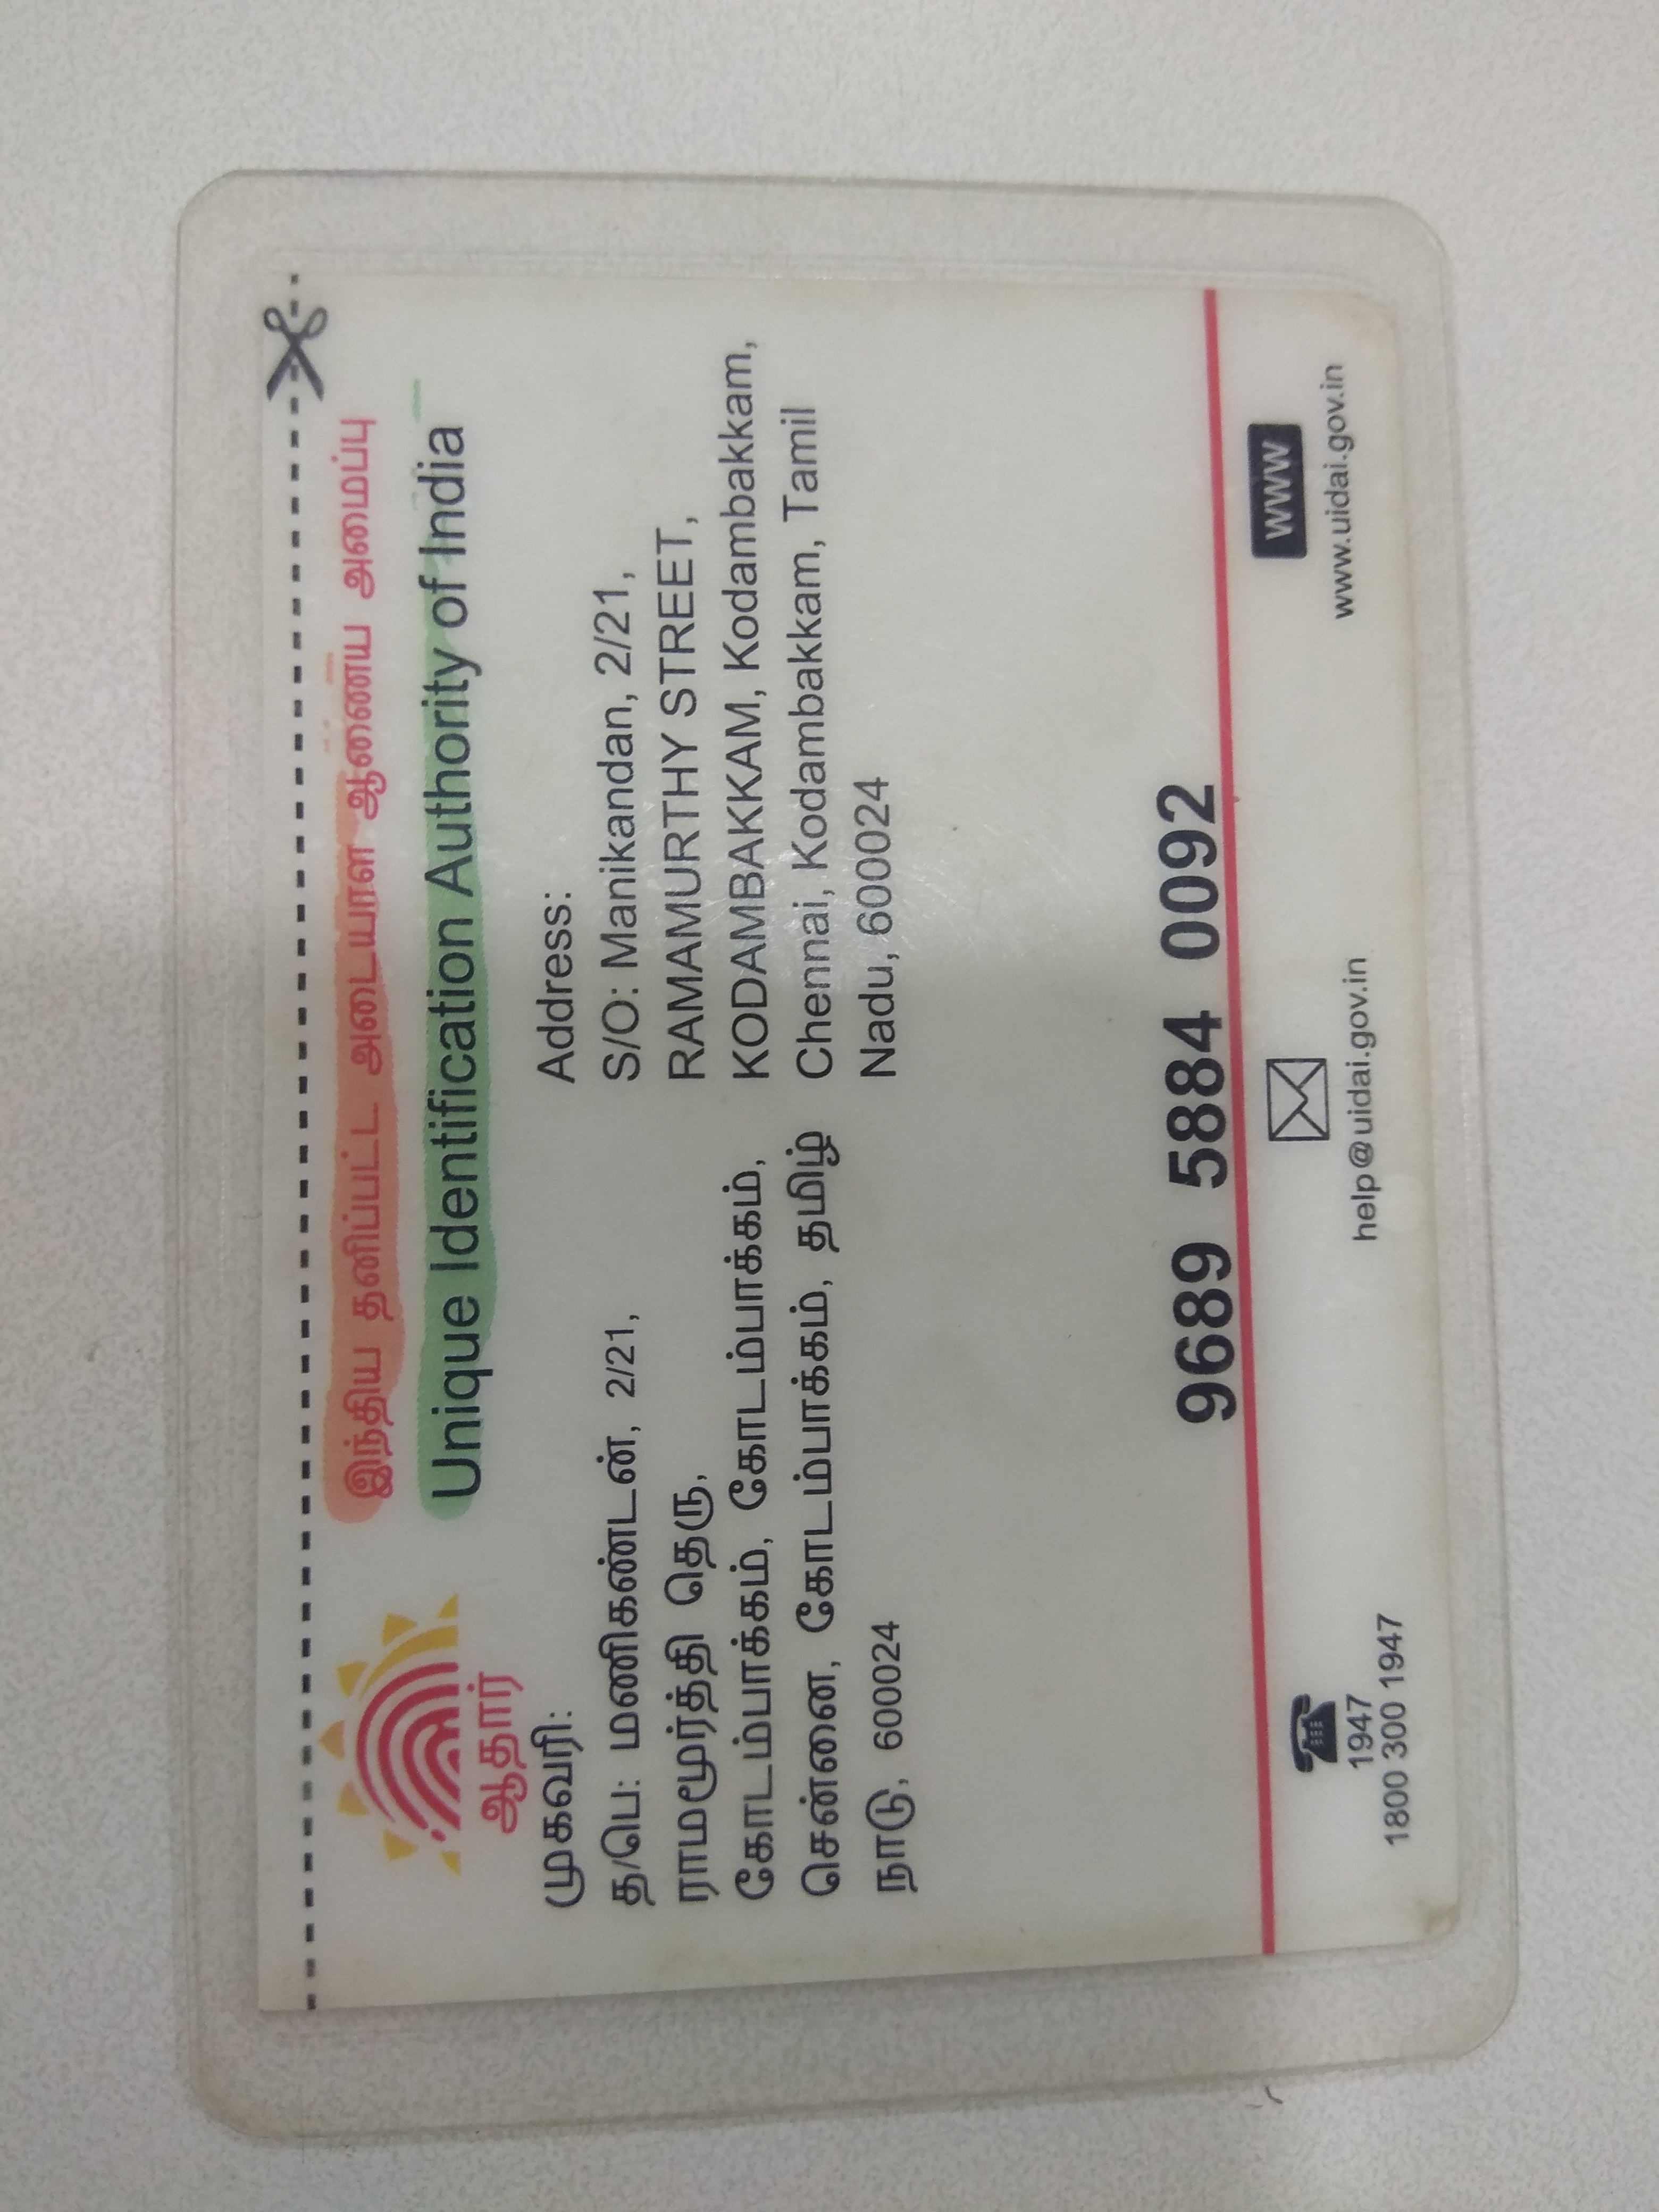 இந்திய தனிப்பட்ட அடையாள ஆணைய அமைப்பு
Unique Identification Authority of India
ஆதார்
முகவரி:
த/பெ: மணிகண்டன், 2/21,
ராமமூர்த்தி தெரு,
கோடம்பாக்கம், கோடம்பாக்கம்,
சென்னை, கோடம்பாக்கம், தமிழ்
நாடு, 600024
Address:
S/O: Manikandan, 2/21,
RAMAMURTHY STREET,
KODAMBAKKAM, Kodambakkam,
Chennai, Kodambakkam, Tamil
Nadu, 600024
9689 5884 0092
1947
1800 300 1947
help@uidai.gov.in
WWW
www.uidai.gov.in